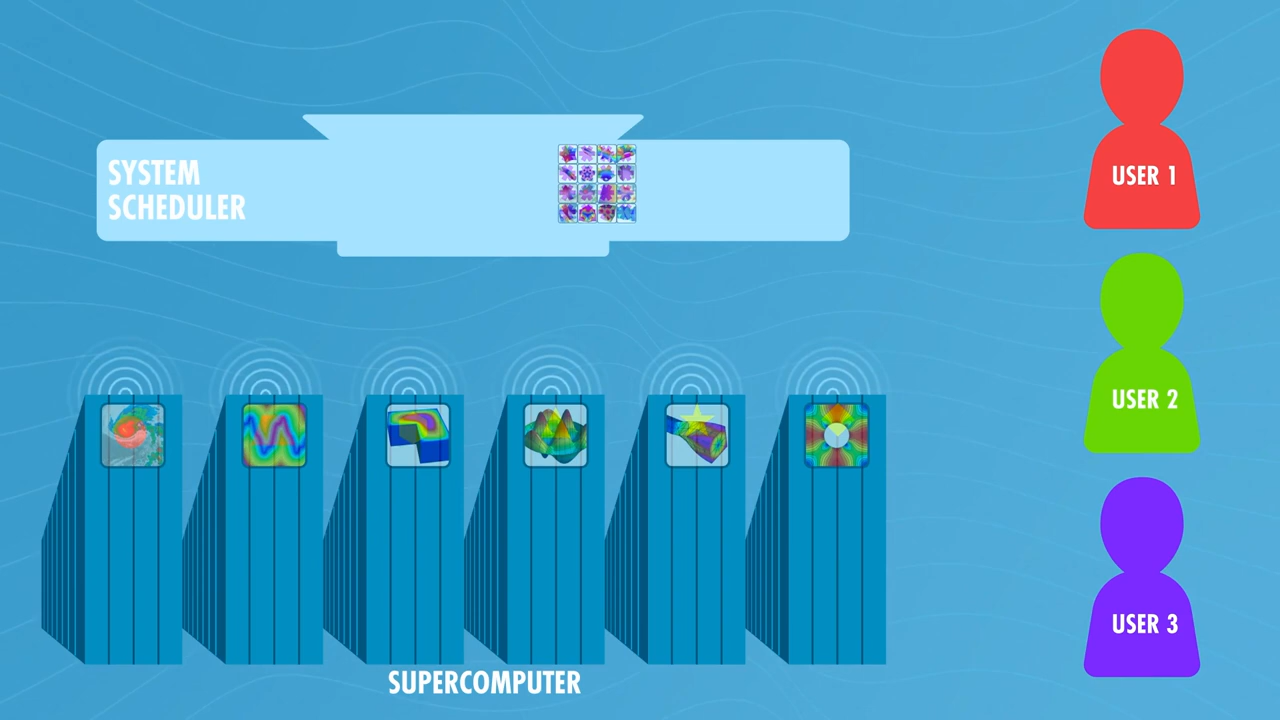 SYSTEM
SCHEDULER
USER 1
USER 2
USER 3
SUPERCOMPUTER